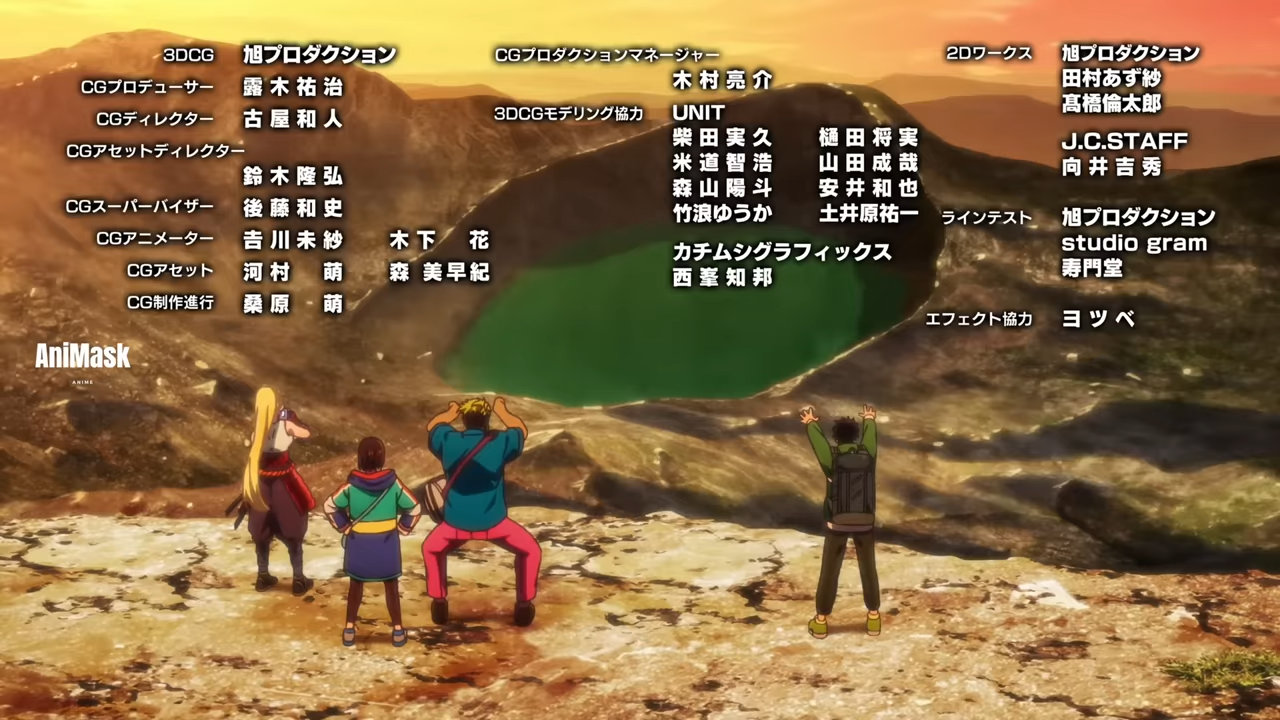 3DCG 旭プロダクション
CGプロデューサー 露木祐治
CGディレクター 古屋和人
CGアセットディレクター
鈴木隆弘
CGスーパーバイザー 後藤和史
CGアニメーター 吉川未紗 木下 花
CGアセット 河村 萌 森 美早紀
CG制作進行 桑原 萌
CGプロダクションマネージャー
木村亮介
3DCGモデリング協力 UNIT
柴田実久 樋田将実
米道智浩 山田成哉
森山陽斗 安井和也
竹浪ゆうか 土井原祐一
カチムシグラフィックス
西峯知邦
2Dワークス 旭プロダクション
田村あず紗
髙橋倫太郎
J.C.STAFF
向井吉秀
ラインテスト 旭プロダクション
studio gram
寿門堂
エフェクト協力 ヨツベ
AniMask
ANIME